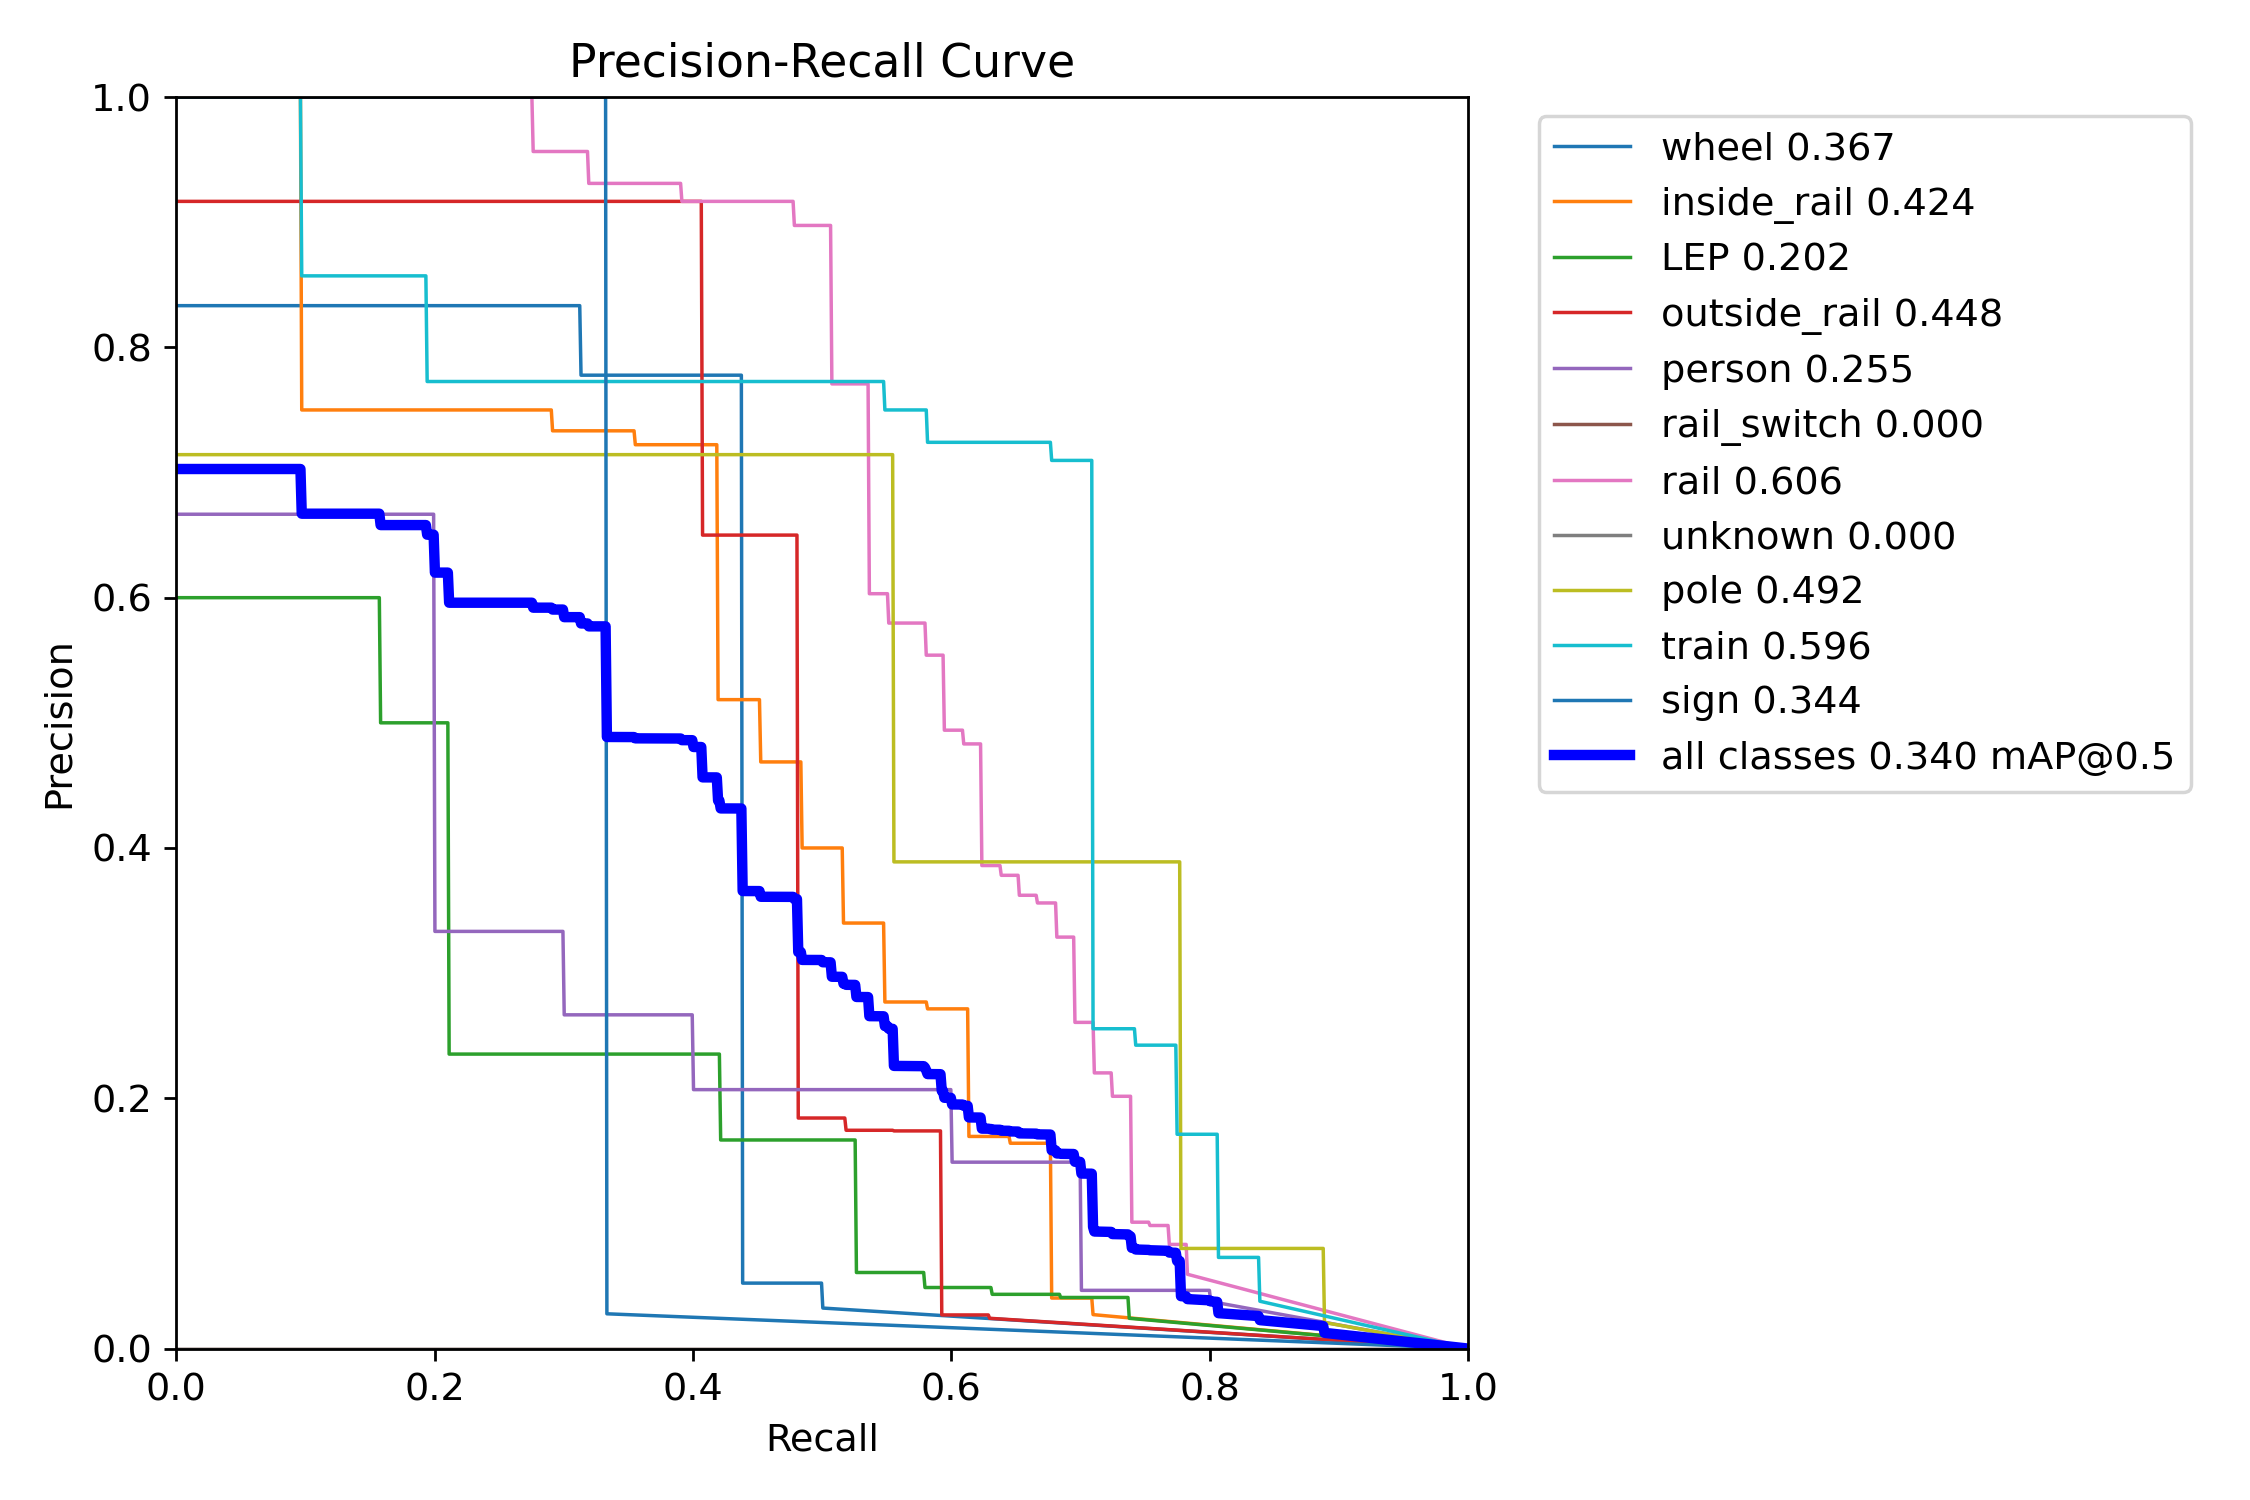 Precision-Recall Curve
1.0
0.8
0.6
0.4
0.2
0.0
Precision
0.0 0.2 0.4 0.6 0.8 1.0
Recall
wheel 0.367
inside_rail 0.424
LEP 0.202
outside_rail 0.448
person 0.255
rail_switch 0.000
rail 0.606
unknown 0.000
pole 0.492
train 0.596
sign 0.344
all classes 0.340 mAP@0.5